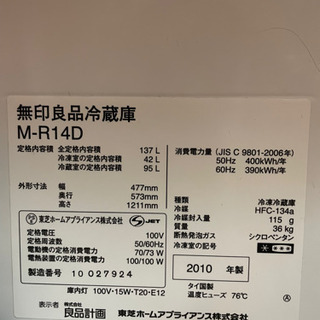 無印良品冷蔵庫
M-R14D
定格内容積 全定格内容積 137 L
冷凍室の定格内容積 42 L
冷蔵室の定格内容積 95 L
外形寸法 幅 477mm
奥行 573mm
高さ 1211mm
東芝ホームアプライアンス株式会社 S-JET
定格電圧 100V
定格周波数 50/60Hz
電動機の定格消費電力 70/73 W
電熱装置の定格消費電力 100/100 W
製造番号 10 027924
庫内灯 100V・15W・T20・E12
消費電力量 (JIS C 9801-2006年)
50Hz 400kWh/年
60Hz 390kWh/年
種類 冷凍冷蔵庫
冷媒 HFC-134a
冷媒封入量 115 g
質量 36 kg
断熱発泡ガス シクロペンタン
冷凍室の記号
2010 年製
タイ国製
温度ヒューズ 76℃
表示者 株式会社 良品計画 東芝ホームアプライアンス株式会社